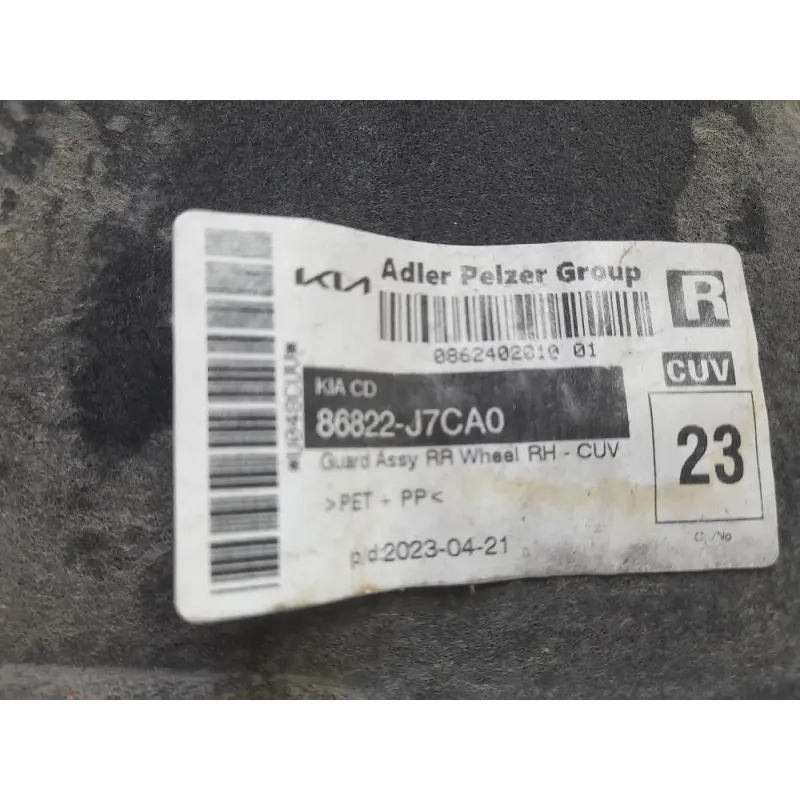 KIA Adler Pelzer Group
R
0862402010 01
CUV
KIA CD
86822-J7CA0
23
Guard Assy RR Wheel RH - CUV
>PET + PP<
p/d:2023-04-21